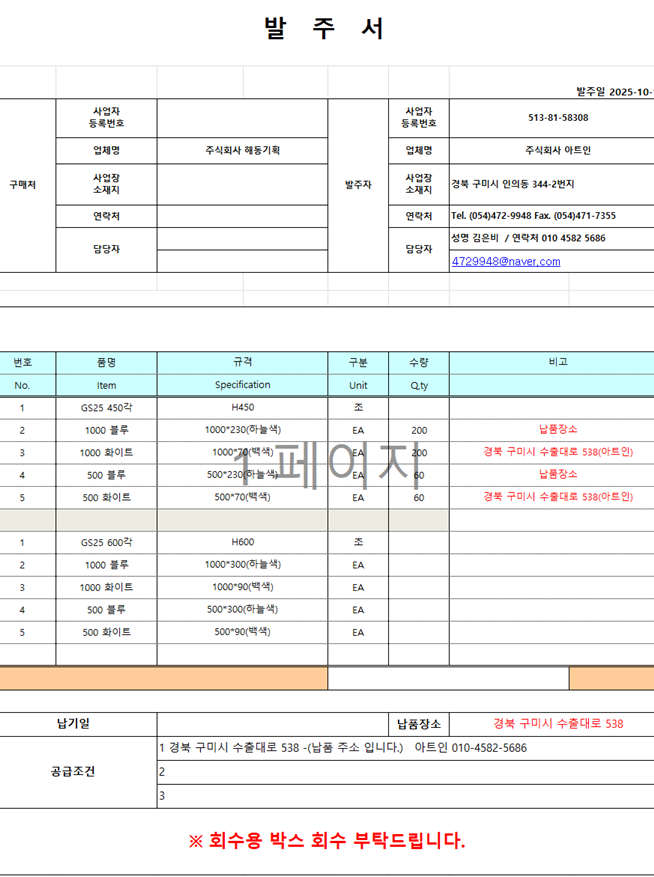 발 주 서
발주일 2025-10-
구매처
사업자 등록번호
발주자
사업자 등록번호 513-81-58308
업체명 주식회사 해동기획 업체명 주식회사 아트인
사업장 소재지 사업장 소재지 경북 구미시 인의동 344-2번지
연락처 연락처 Tel. (054)472-9948 Fax. (054)471-7355
담당자 담당자 성명 김은비 / 연락처 010 4582 5686
4729948@naver.com
번호 품명 규격 구분 수량 비고
No. Item Specification Unit Q,ty
1 GS25 450각 H450 조
2 1000 블루 1000*230(하늘색) EA 200 납품장소
3 1000 화이트 1000*70(백색) EA 200 경북 구미시 수출대로 538(아트인)
4 500 블루 500*230(하늘색) EA 60 납품장소
5 500 화이트 500*70(백색) EA 60 경북 구미시 수출대로 538(아트인)
1 페이지
1 GS25 600각 H600 조
2 1000 블루 1000*300(하늘색) EA
3 1000 화이트 1000*90(백색) EA
4 500 블루 500*300(하늘색) EA
5 500 화이트 500*90(백색) EA
납기일 납품장소 경북 구미시 수출대로 538
공급조건
1 경북 구미시 수출대로 538 -(납품 주소 입니다.) 아트인 010-4582-5686
2
3
※ 회수용 박스 회수 부탁드립니다.